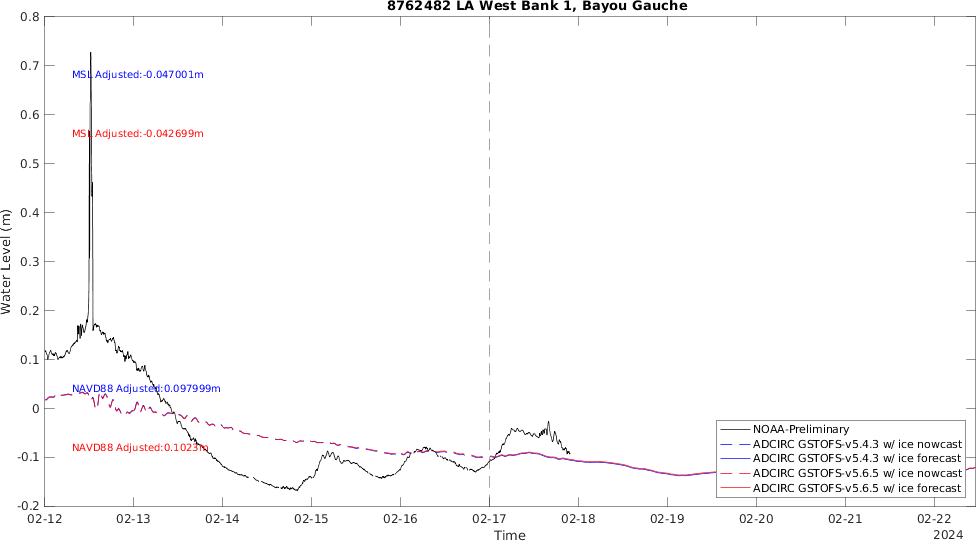 8762482 LA West Bank 1, Bayou Gauche
0.8
0.7
0.6
0.5
0.4
0.3
0.2
0.1
0
-0.1
-0.2
Water Level (m)
MSL Adjusted:-0.047001m
MSL Adjusted:-0.042699m
NAVD88 Adjusted:0.097999m
NAVD88 Adjusted:0.1023m
NOAA-Preliminary
ADCIRC GSTOFS-v5.4.3 w/ ice nowcast
ADCIRC GSTOFS-v5.4.3 w/ ice forecast
ADCIRC GSTOFS-v5.6.5 w/ ice nowcast
ADCIRC GSTOFS-v5.6.5 w/ ice forecast
02-12 02-13 02-14 02-15 02-16 02-17 02-18 02-19 02-20 02-21 02-22
Time
2024